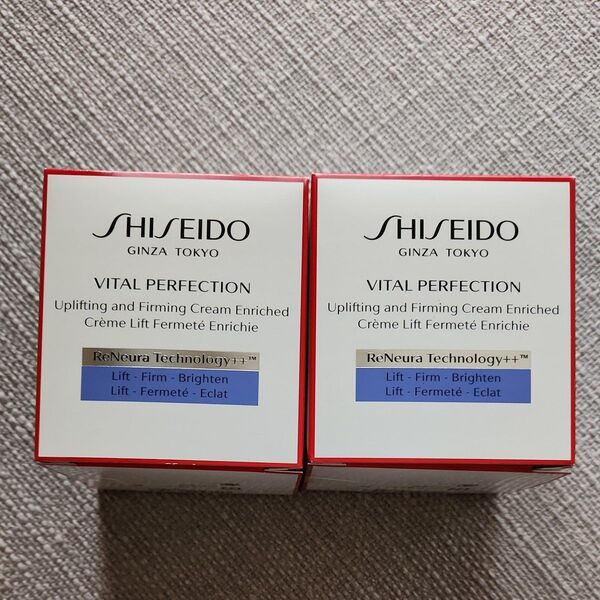 SHISEIDO
GINZA TOKYO
VITAL PERFECTION
Uplifting and Firming Cream Enriched
Crème Lift Fermeté Enrichie
ReNeura Technology++™
Lift - Firm - Brighten
Lift - Fermeté - Eclat
SHISEIDO
GINZA TOKYO
VITAL PERFECTION
Uplifting and Firming Cream Enriched
Crème Lift Fermeté Enrichie
ReNeura Technology++™
Lift - Firm - Brighten
Lift - Fermeté - Eclat